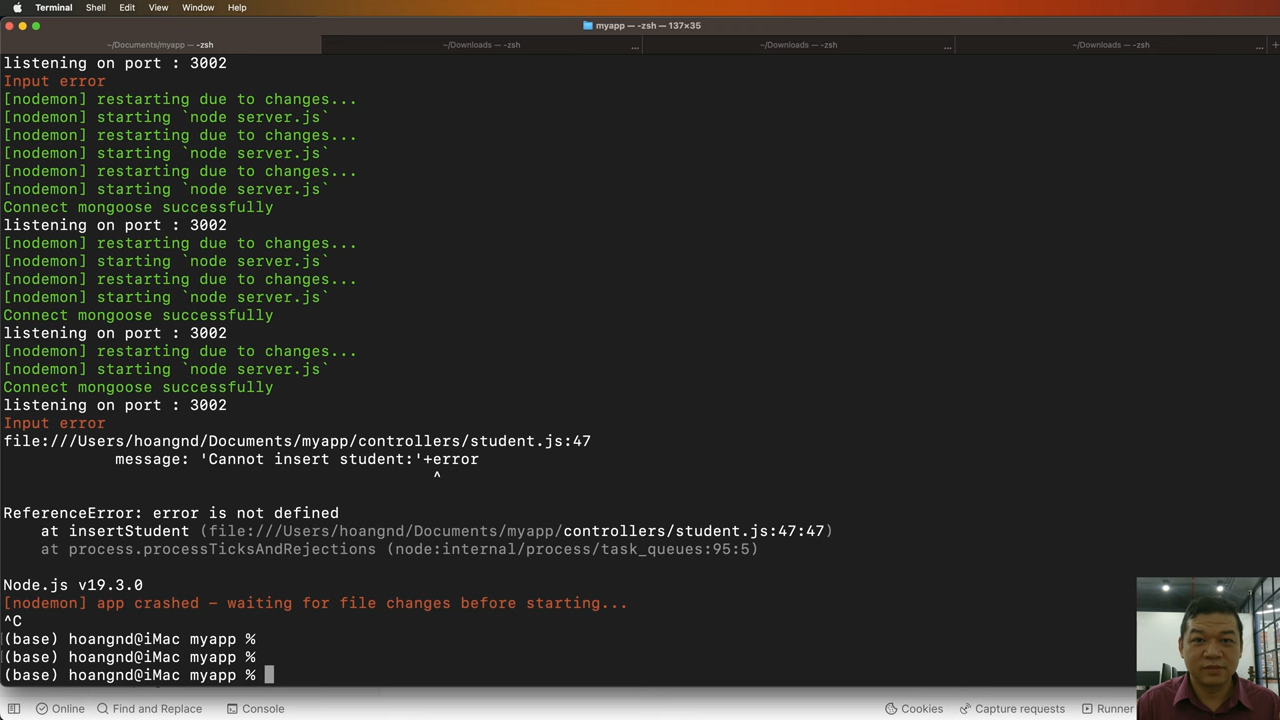 Terminal Shell Edit View Window Help
myapp — -zsh — 137×35
~/Documents/myapp — -zsh ~/Downloads — -zsh ... ~/Downloads — -zsh ... ~/Downloads — -zsh ... +
listening on port : 3002
Input error
[nodemon] restarting due to changes...
[nodemon] starting `node server.js`
[nodemon] restarting due to changes...
[nodemon] starting `node server.js`
[nodemon] restarting due to changes...
[nodemon] starting `node server.js`
Connect mongoose successfully
listening on port : 3002
[nodemon] restarting due to changes...
[nodemon] starting `node server.js`
[nodemon] restarting due to changes...
[nodemon] starting `node server.js`
Connect mongoose successfully
listening on port : 3002
[nodemon] restarting due to changes...
[nodemon] starting `node server.js`
Connect mongoose successfully
listening on port : 3002
Input error
file:///Users/hoangnd/Documents/myapp/controllers/student.js:47
message: 'Cannot insert student:'+error
^
ReferenceError: error is not defined
at insertStudent (file:///Users/hoangnd/Documents/myapp/controllers/student.js:47:47)
at process.processTicksAndRejections (node:internal/process/task_queues:95:5)
Node.js v19.3.0
[nodemon] app crashed - waiting for file changes before starting...
^C
(base) hoangnd@iMac myapp %
(base) hoangnd@iMac myapp %
(base) hoangnd@iMac myapp %
Online Find and Replace Console Cookies Capture requests Runner